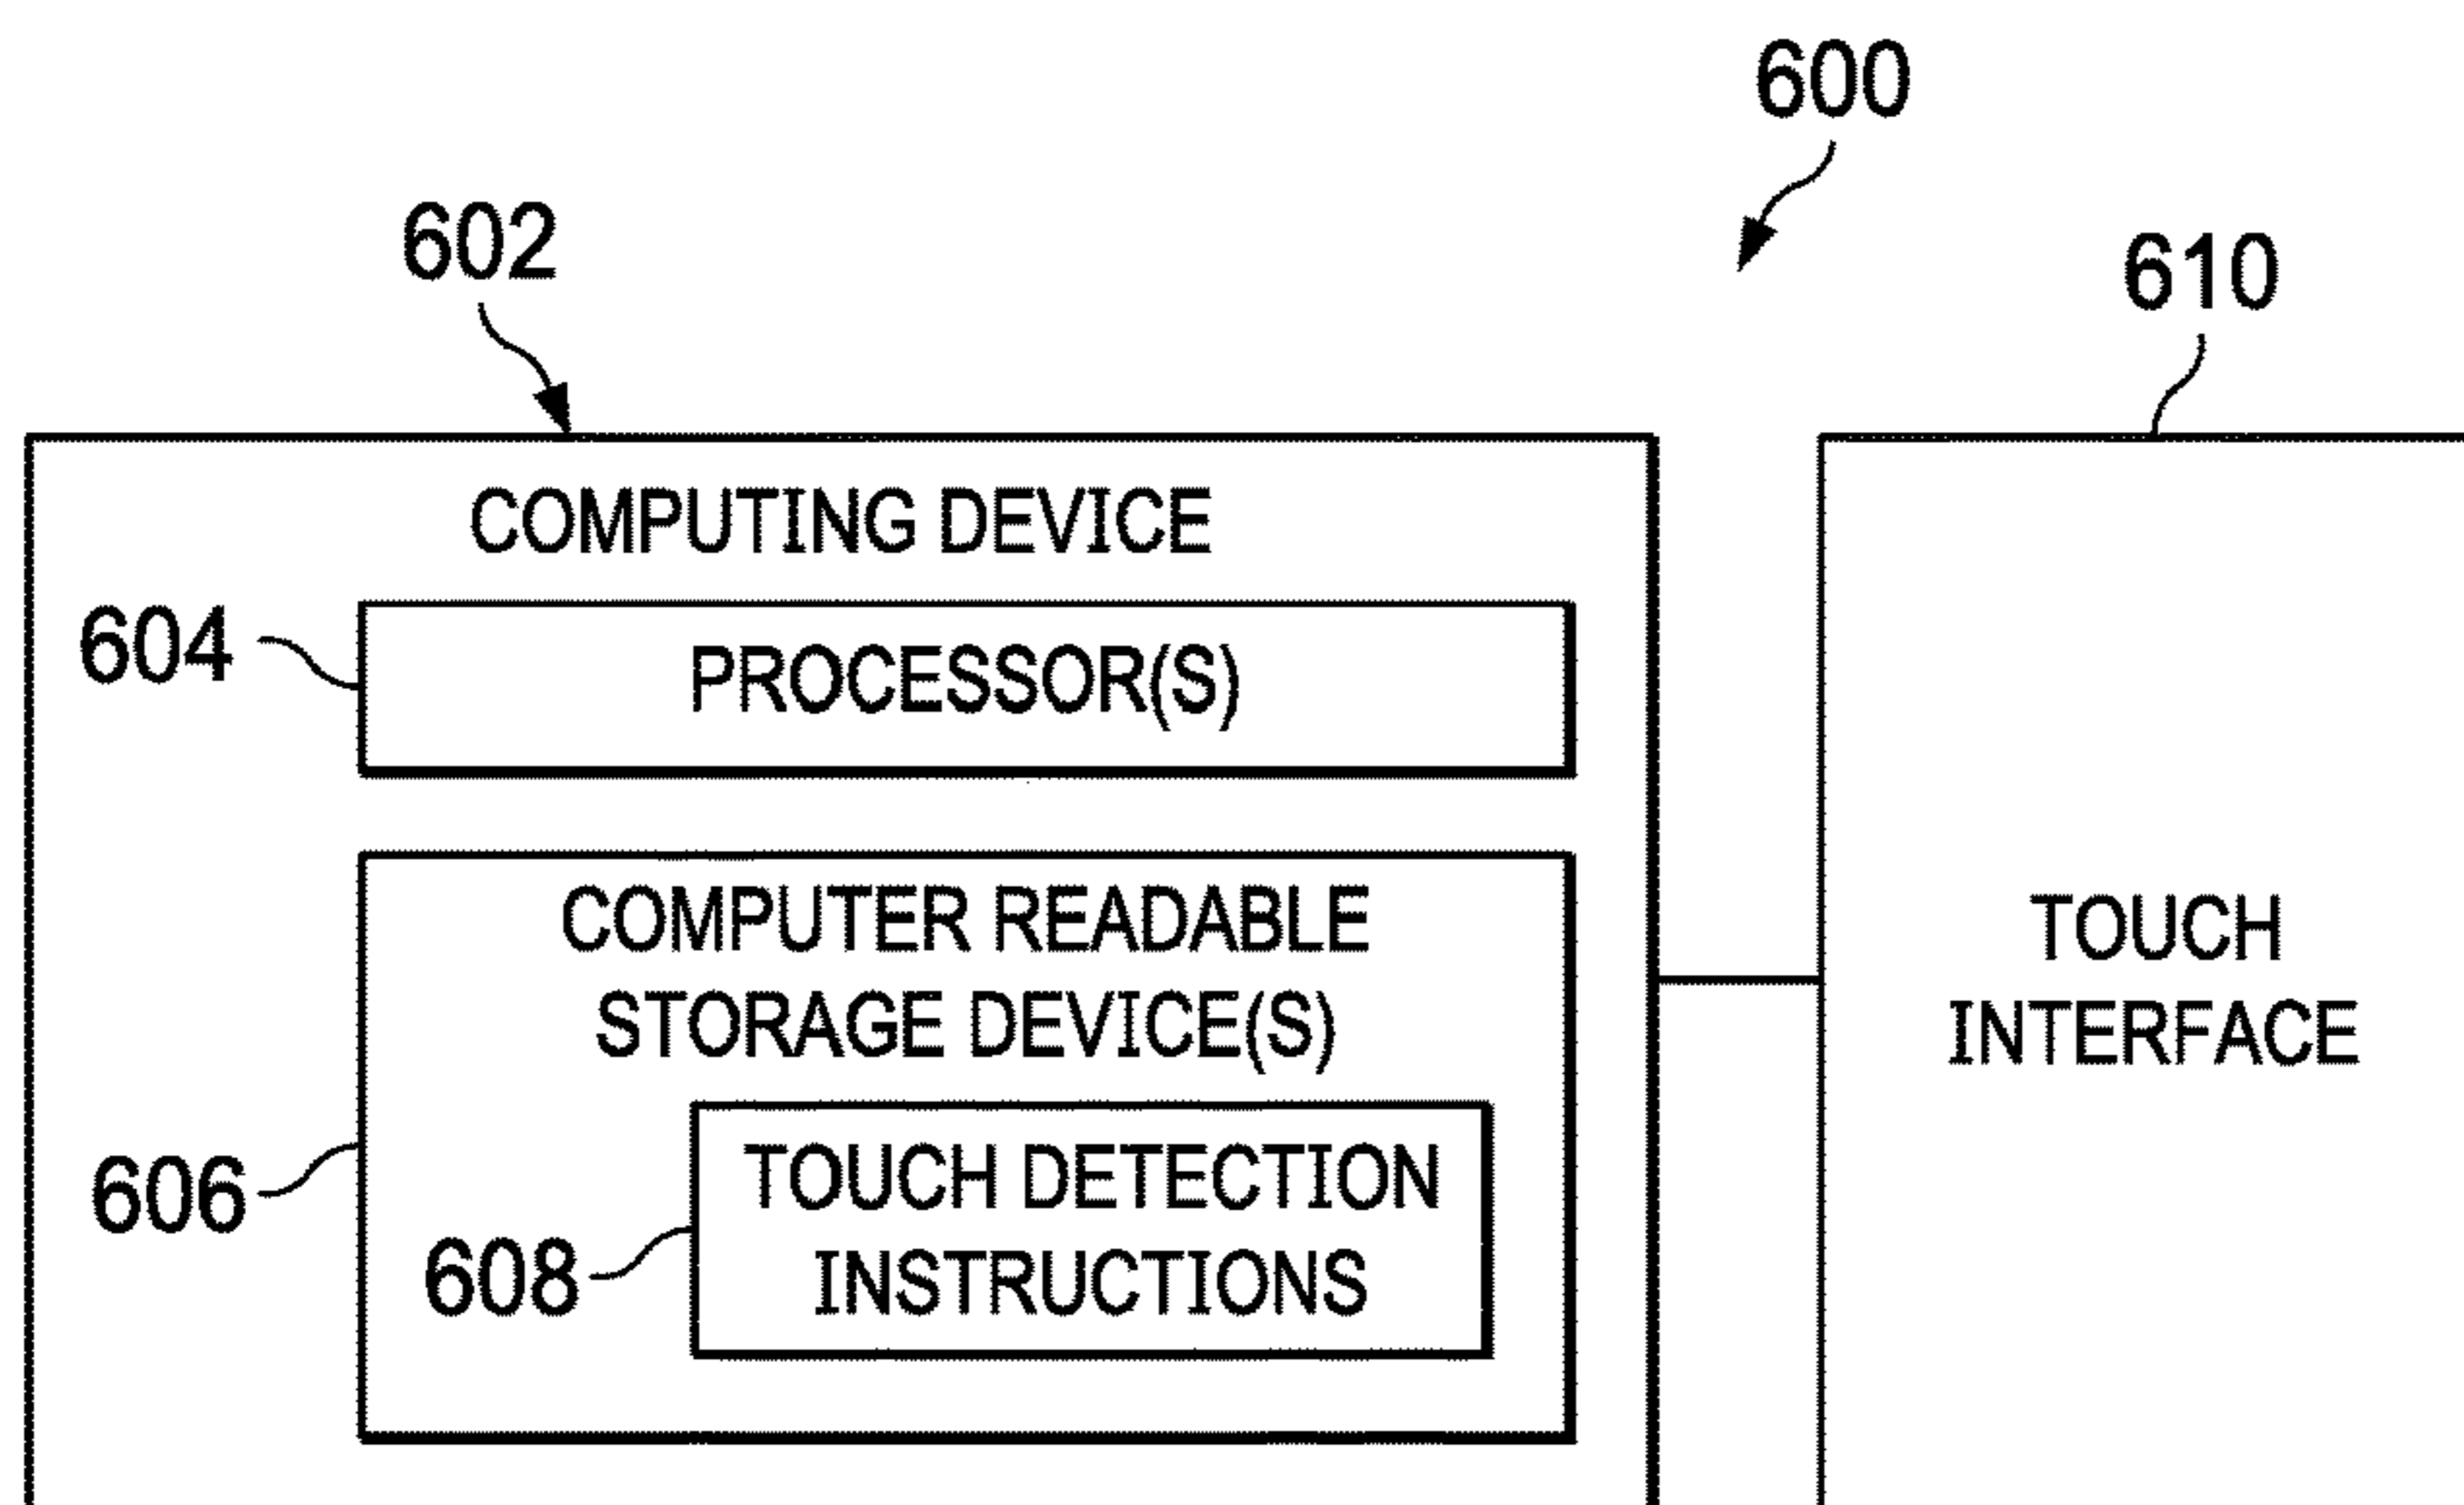 600
602
610
COMPUTING DEVICE
604
PROCESSOR(S)
COMPUTER READABLE
STORAGE DEVICE(S)
606
TOUCH DETECTION
INSTRUCTIONS
608
TOUCH
INTERFACE